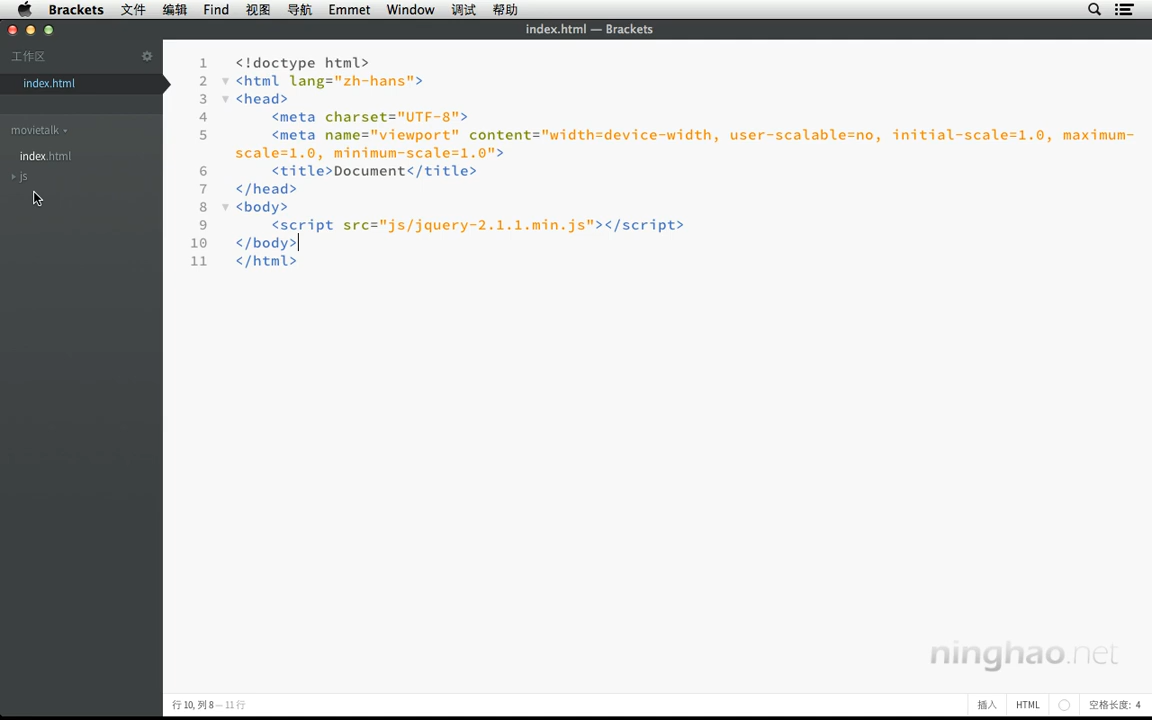 Brackets 文件 编辑 Find 视图 导航 Emmet Window 调试 帮助
index.html — Brackets
工作区
index.html
movietalk
index.html
js
1 <!doctype html>
2 <html lang="zh-hans">
3 <head>
4 <meta charset="UTF-8">
5 <meta name="viewport" content="width=device-width, user-scalable=no, initial-scale=1.0, maximum-
scale=1.0, minimum-scale=1.0">
6 <title>Document</title>
7 </head>
8 <body>
9 <script src="js/jquery-2.1.1.min.js"></script>
10 </body>
11 </html>
ninghao.net
行 10, 列 8 — 11 行 插入 HTML 空格长度: 4